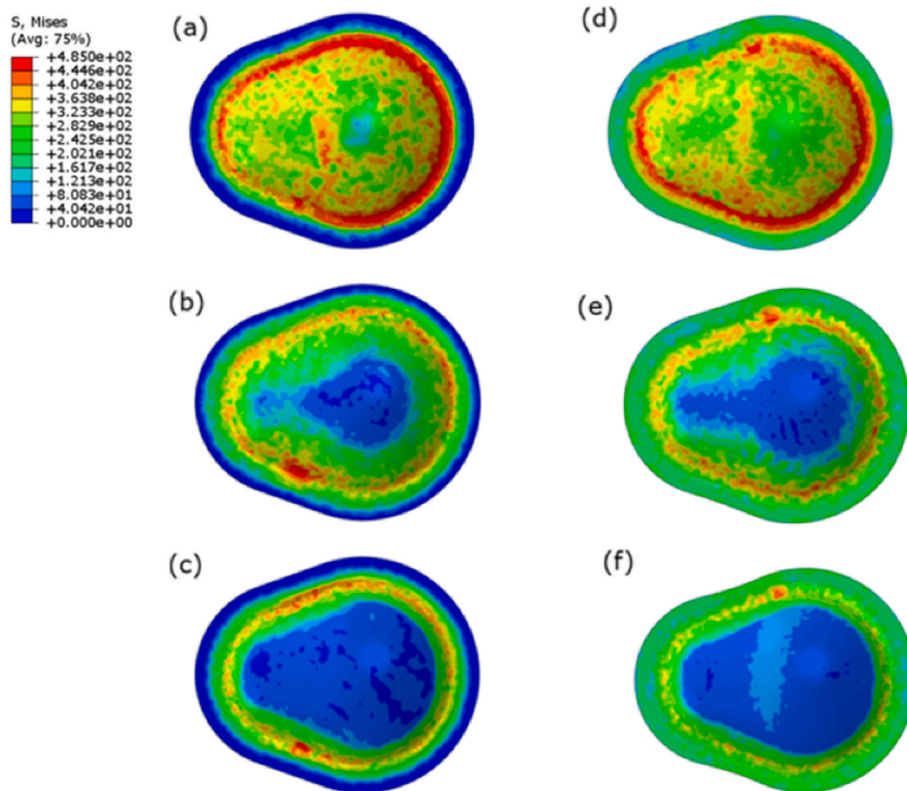 S, Mises
(Avg: 75%)
+4.850e+02
+4.446e+02
+4.042e+02
+3.638e+02
+3.233e+02
+2.829e+02
+2.425e+02
+2.021e+02
+1.617e+02
+1.213e+02
+8.083e+01
+4.042e+01
+0.000e+00
(a)
(d)
(b)
(e)
(c)
(f)